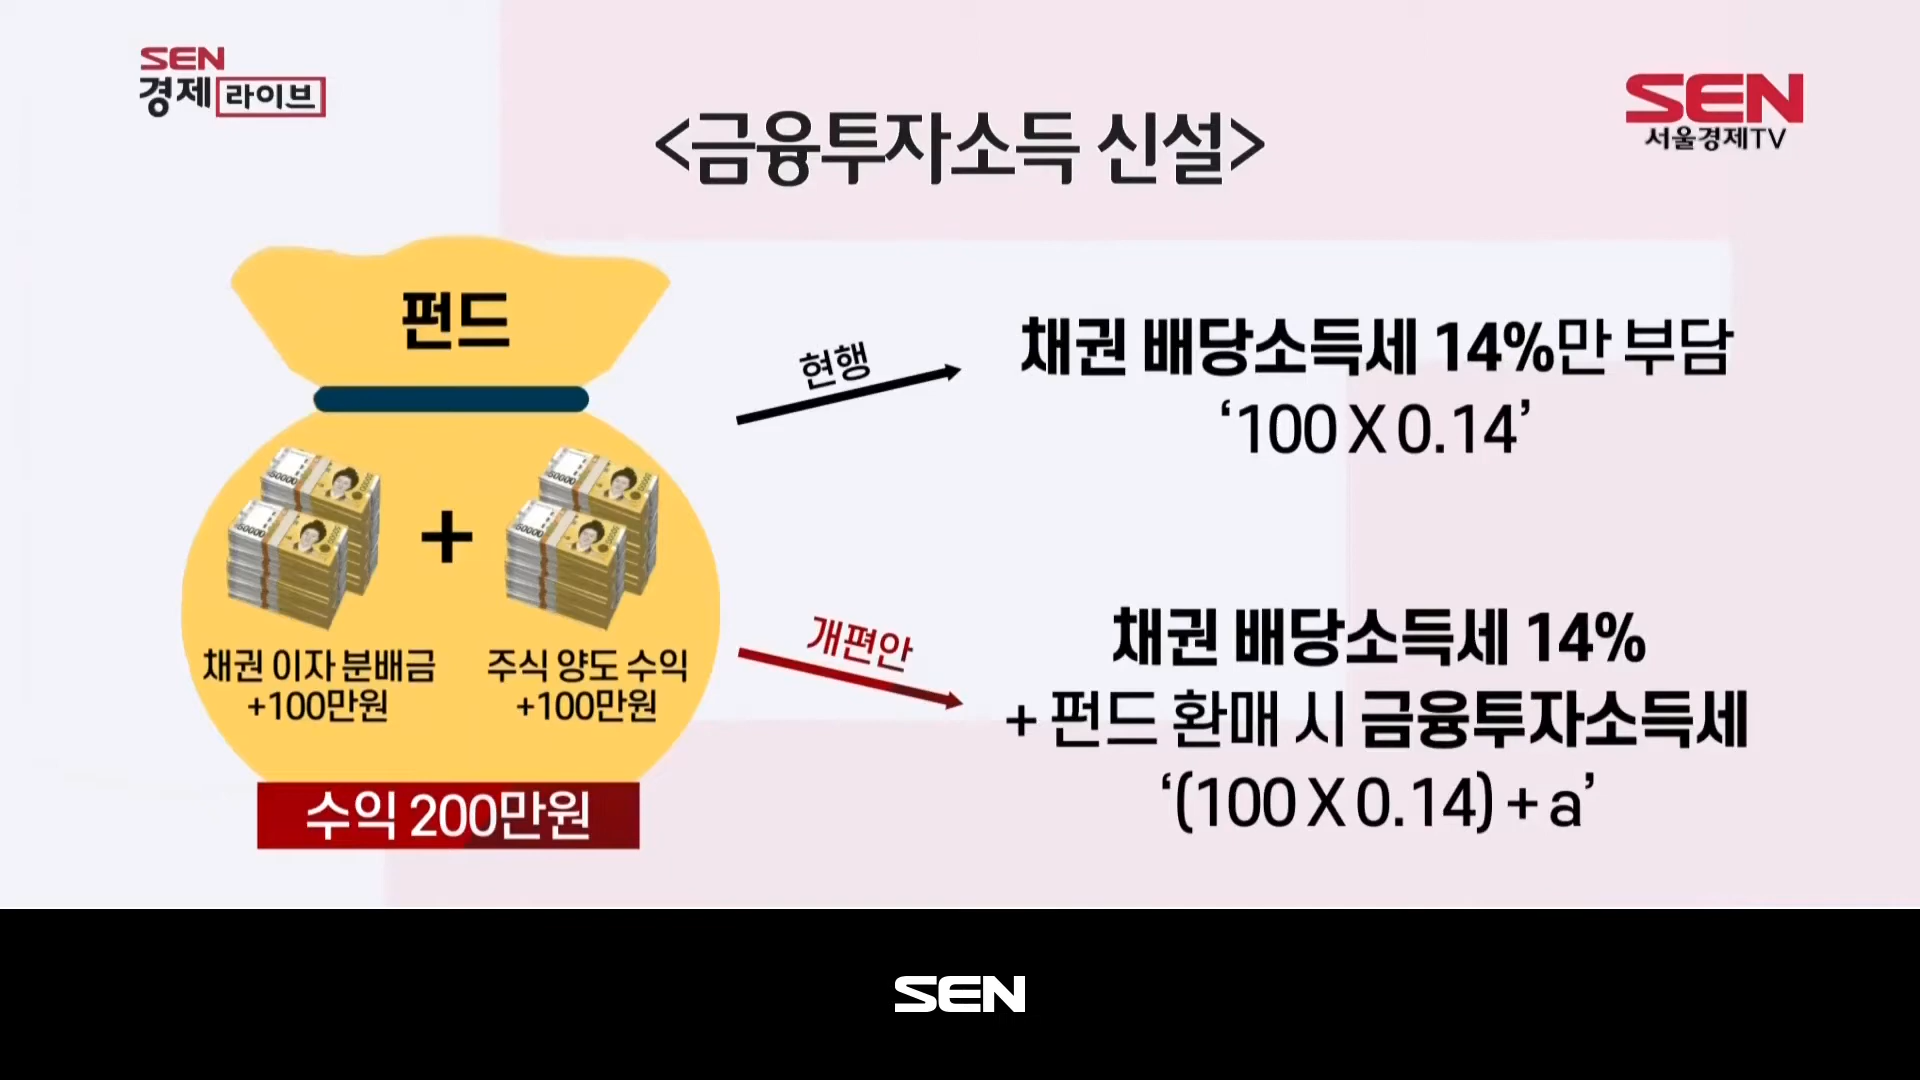 SEN
경제 라이브
SEN
서울경제TV
<금융투자소득 신설>
펀드
50000
50000
50000
50000
+
채권 이자 분배금
+100만원
주식 양도 수익
+100만원
수익 200만원
현행
채권 배당소득세 14%만 부담
‘100 X 0.14’
개편안
채권 배당소득세 14%
+ 펀드 환매 시 금융투자소득세
‘(100 X 0.14) + a’
SEN